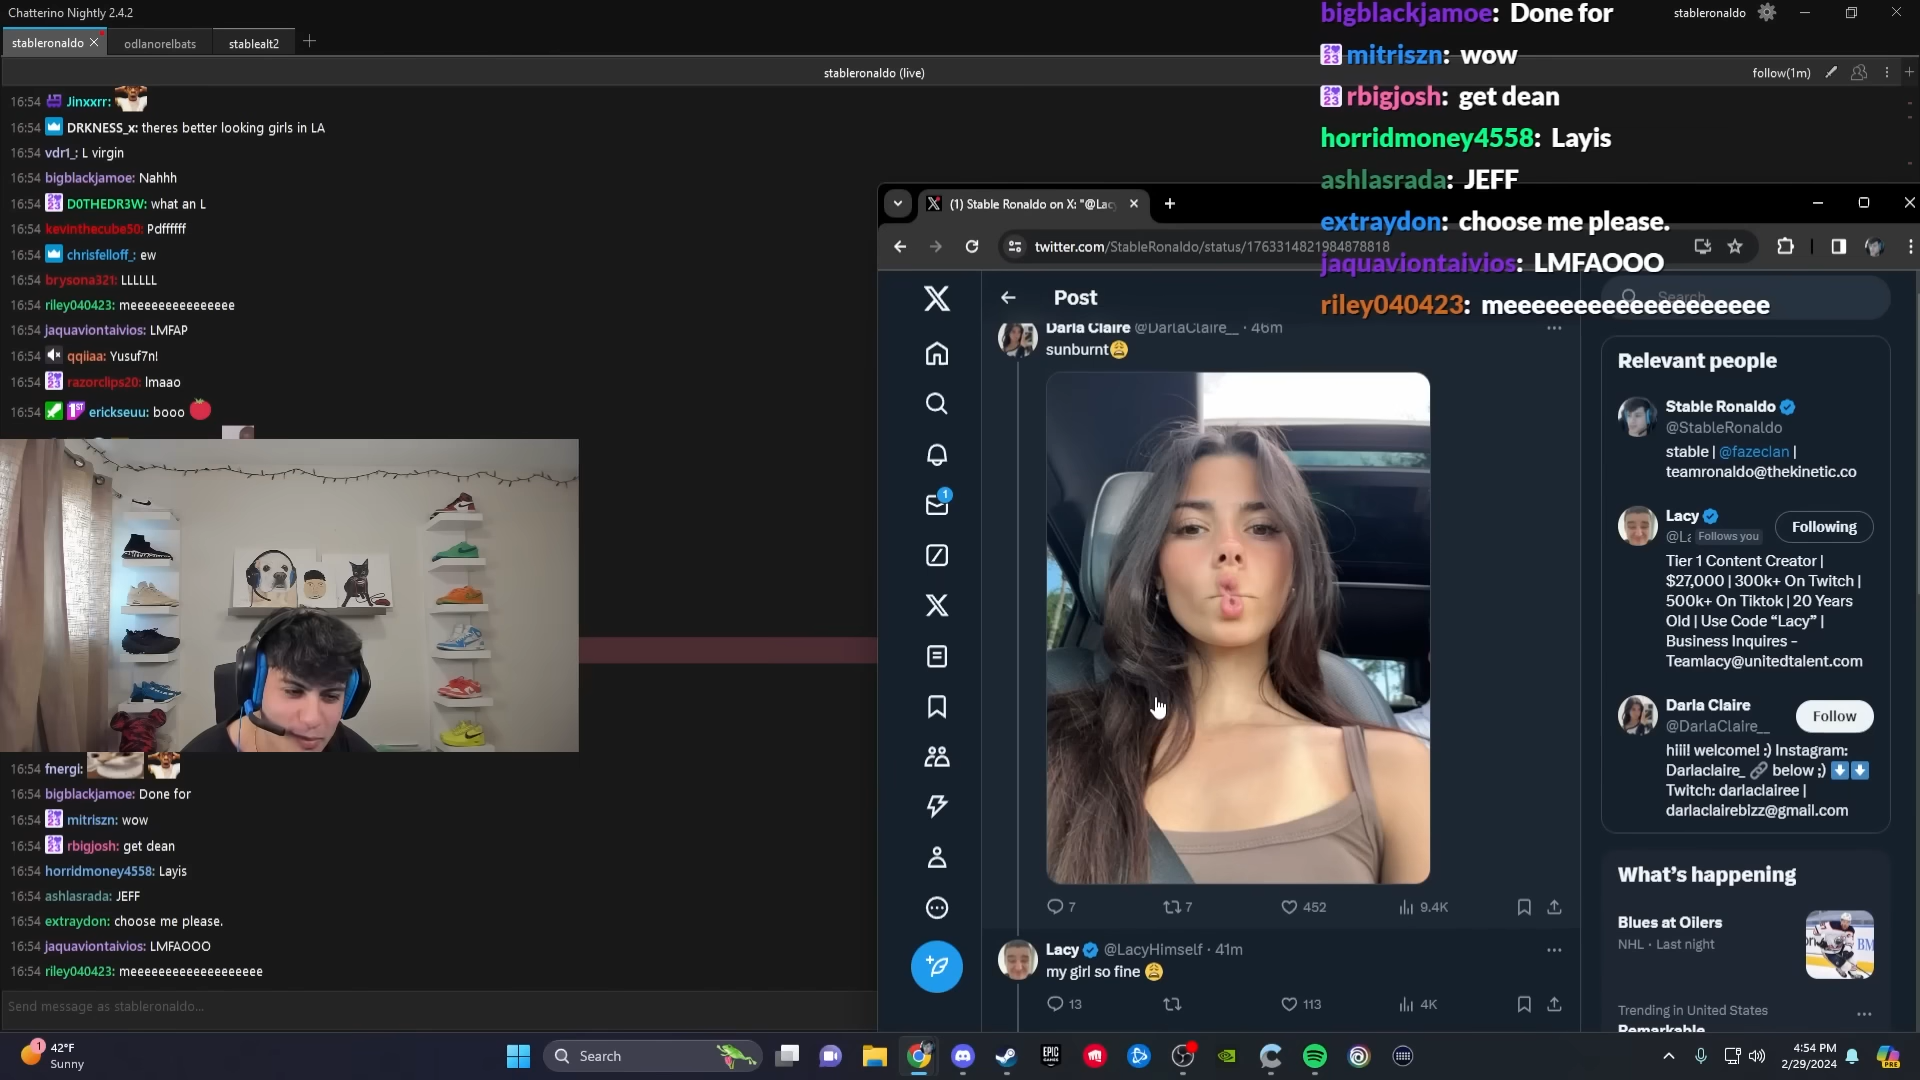 Chatterino Nightly 2.4.2
stableronaldo
stableronaldo
odlanorelbats
stablealt2
stableronaldo (live)
follow(1m)
16:54 Jinxxrr:
16:54 DRKNESS_x: theres better looking girls in LA
16:54 vdr1_: L virgin
16:54 bigblackjamoe: Nahhh
16:54 D0THEDR3W: what an L
16:54 kevinthecube50: Pdffffff
16:54 chrisfelloff_: ew
16:54 brysona321: LLLLLL
16:54 riley040423: meeeeeeeeeeeeeee
16:54 jaquaviontaivios: LMFAP
16:54 qqiiaa: Yusuf7n!
16:54 razorclips20: lmaao
16:54 erickseuu: booo
16:54 fnergi:
16:54 bigblackjamoe: Done for
16:54 mitriszn: wow
16:54 rbigjosh: get dean
16:54 horridmoney4558: Layis
16:54 ashlasrada: JEFF
16:54 extraydon: choose me please.
16:54 jaquaviontaivios: LMFAOOO
16:54 riley040423: meeeeeeeeeeeeeeeeeee
Send message as stableronaldo...
bigblackjamoe: Done for
mitriszn: wow
rbigjosh: get dean
horridmoney4558: Layis
ashlasrada: JEFF
extraydon: choose me please.
jaquaviontaivios: LMFAOOO
riley040423: meeeeeeeeeeeeeeeeeee
(1) Stable Ronaldo on X: "@Lacy
twitter.com/StableRonaldo/status/1763314821984878818
Post
Search
Darla Claire @DarlaClaire__ · 46m
sunburnt😩
7
7
452
9.4K
Lacy @LacyHimself · 41m
my girl so fine 😩
13
113
4K
1
Relevant people
Stable Ronaldo
@StableRonaldo
stable | @fazeclan |
teamronaldo@thekinetic.co
Lacy
@La Follows you
Following
Tier 1 Content Creator |
$27,000 | 300k+ On Twitch |
500k+ On Tiktok | 20 Years
Old | Use Code “Lacy” |
Business Inquires -
Teamlacy@unitedtalent.com
Darla Claire
@DarlaClaire__
Follow
hiii! welcome! :) Instagram:
Darlaclaire_ 🔗 below ;) ⬇️⬇️
Twitch: darlaclairee |
darlaclairebizz@gmail.com
What’s happening
Blues at Oilers
NHL · Last night
Trending in United States
Remarkable
1
42°F
Sunny
Search
EPIC
GAMES
4:54 PM
2/29/2024
PRE